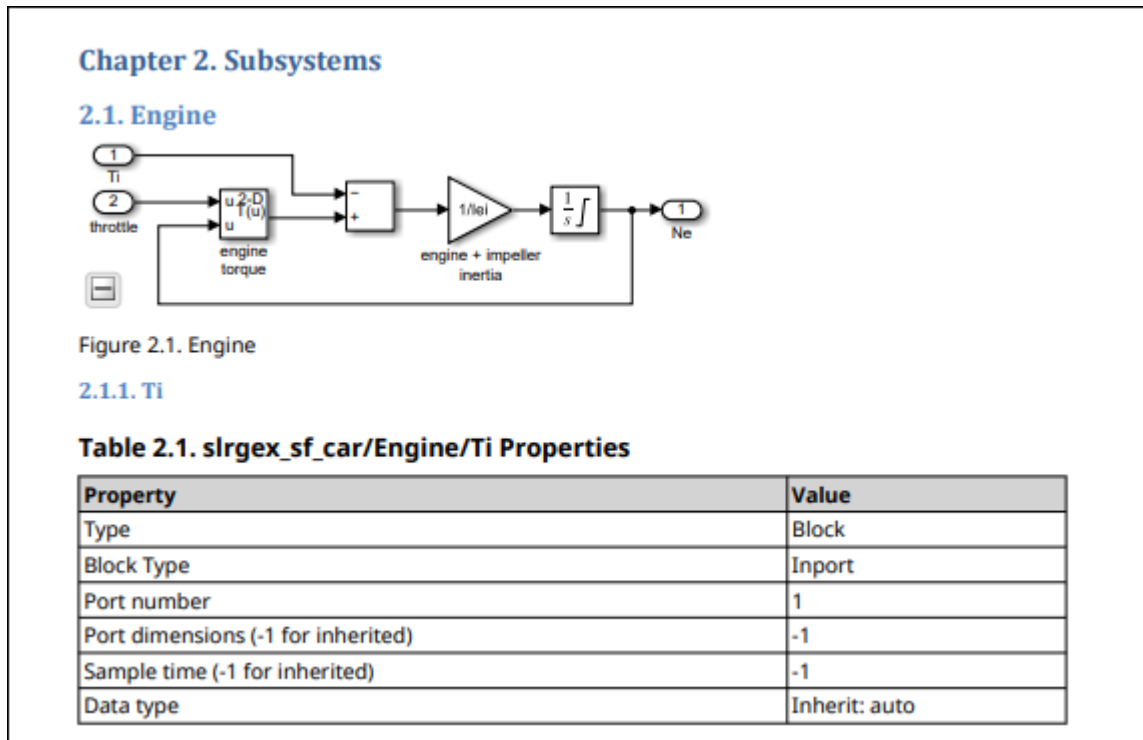 Chapter 2. Subsystems
2.1. Engine
1
Ti
2
throttle
u 2-D
T(u)
u
engine
torque
−
+
1/Iei
engine + impeller
inertia
1
s
∫
1
Ne
Figure 2.1. Engine
2.1.1. Ti
Table 2.1. slrgex_sf_car/Engine/Ti Properties
Property Value
Type Block
Block Type Inport
Port number 1
Port dimensions (-1 for inherited) -1
Sample time (-1 for inherited) -1
Data type Inherit: auto